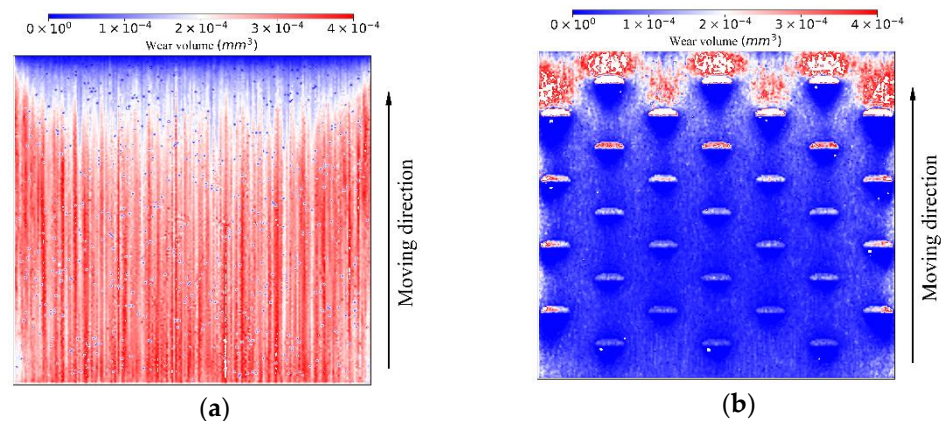 0×10⁰ 1×10⁻⁴ 2×10⁻⁴ 3×10⁻⁴ 4×10⁻⁴
Wear volume (mm³)
Moving direction
(a)
0×10⁰ 1×10⁻⁴ 2×10⁻⁴ 3×10⁻⁴ 4×10⁻⁴
Wear volume (mm³)
Moving direction
(b)